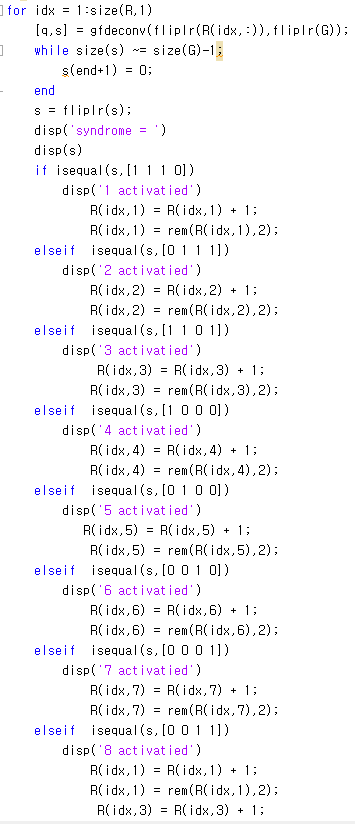 for idx = 1:size(R,1)
[q,s] = gfdeconv(fliplr(R(idx,:)),fliplr(G));
while size(s) ~= size(G)-1;
s(end+1) = 0;
end
s = fliplr(s);
disp('syndrome = ')
disp(s)
if isequal(s,[1 1 1 0])
disp('1 activatied')
R(idx,1) = R(idx,1) + 1;
R(idx,1) = rem(R(idx,1),2);
elseif isequal(s,[0 1 1 1])
disp('2 activatied')
R(idx,2) = R(idx,2) + 1;
R(idx,2) = rem(R(idx,2),2);
elseif isequal(s,[1 1 0 1])
disp('3 activatied')
R(idx,3) = R(idx,3) + 1;
R(idx,3) = rem(R(idx,3),2);
elseif isequal(s,[1 0 0 0])
disp('4 activatied')
R(idx,4) = R(idx,4) + 1;
R(idx,4) = rem(R(idx,4),2);
elseif isequal(s,[0 1 0 0])
disp('5 activatied')
R(idx,5) = R(idx,5) + 1;
R(idx,5) = rem(R(idx,5),2);
elseif isequal(s,[0 0 1 0])
disp('6 activatied')
R(idx,6) = R(idx,6) + 1;
R(idx,6) = rem(R(idx,6),2);
elseif isequal(s,[0 0 0 1])
disp('7 activatied')
R(idx,7) = R(idx,7) + 1;
R(idx,7) = rem(R(idx,7),2);
elseif isequal(s,[0 0 1 1])
disp('8 activatied')
R(idx,1) = R(idx,1) + 1;
R(idx,1) = rem(R(idx,1),2);
R(idx,3) = R(idx,3) + 1;